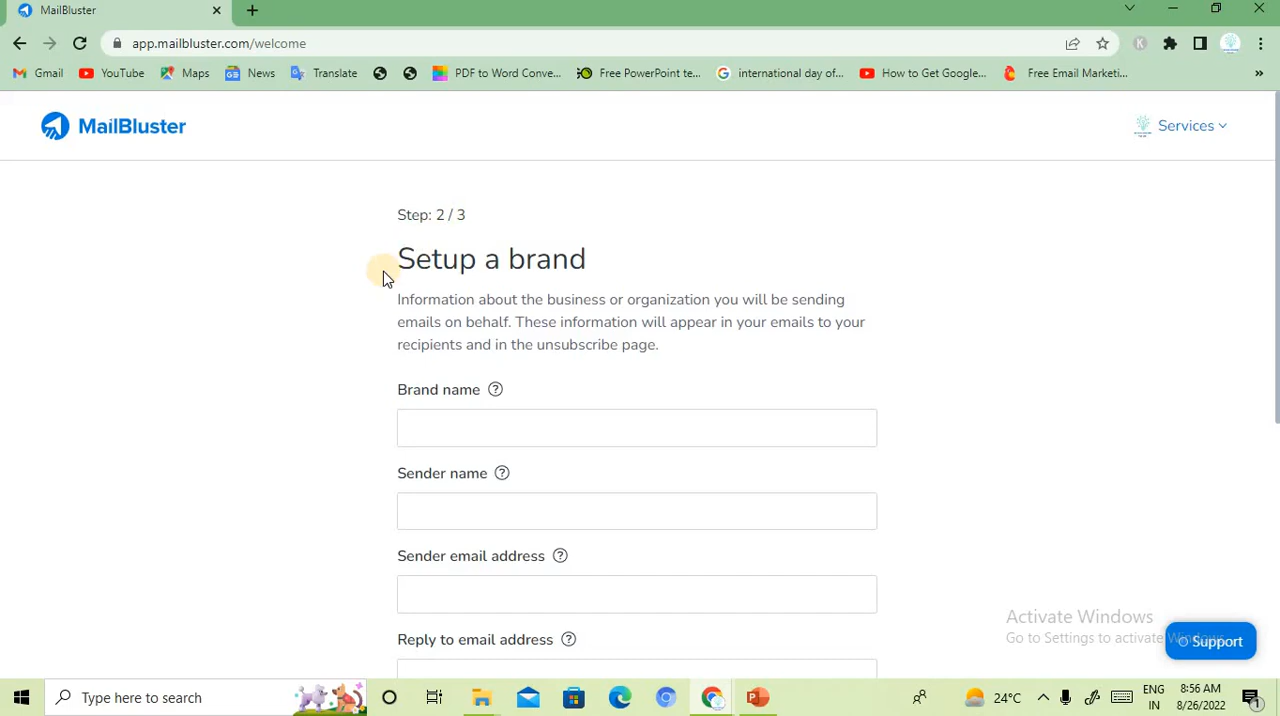 MailBluster
app.mailbluster.com/welcome
Gmail
YouTube
Maps
News
Translate
PDF to Word Conve...
Free PowerPoint te...
international day of...
How to Get Google...
Free Email Marketi...
»
MailBluster
Services
Step: 2 / 3
Setup a brand
Information about the business or organization you will be sending
emails on behalf. These information will appear in your emails to your
recipients and in the unsubscribe page.
Brand name ?
Sender name ?
Sender email address ?
Reply to email address ?
Activate Windows
Go to Settings to activate Windows.
Support
Type here to search
24°C
ENG
IN
8:56 AM
8/26/2022
1